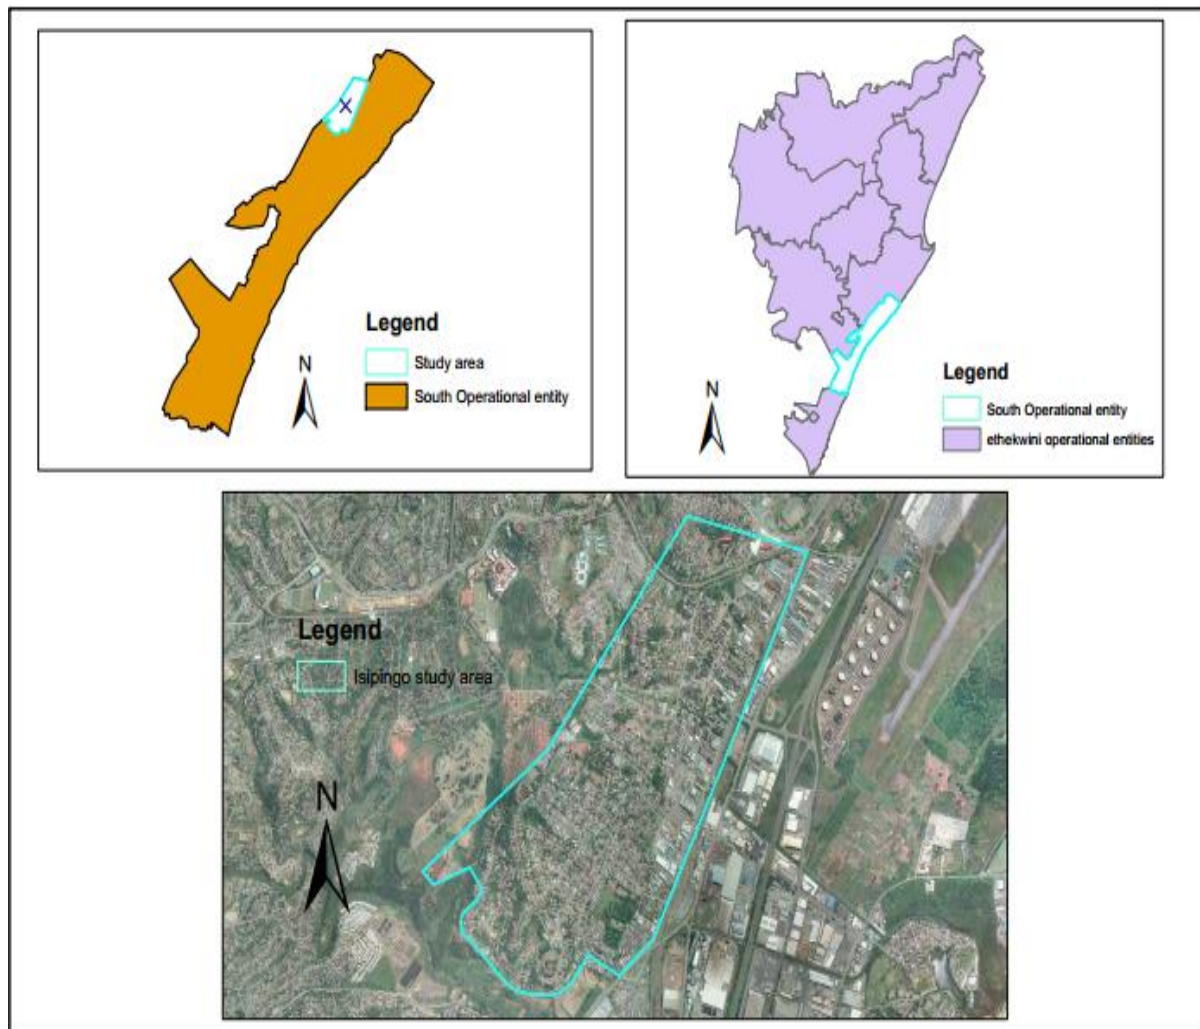 Legend
Study area
South Operational entity
N
X
Legend
South Operational entity
ethekwini operational entities
N
Legend
Isipingo study area
N